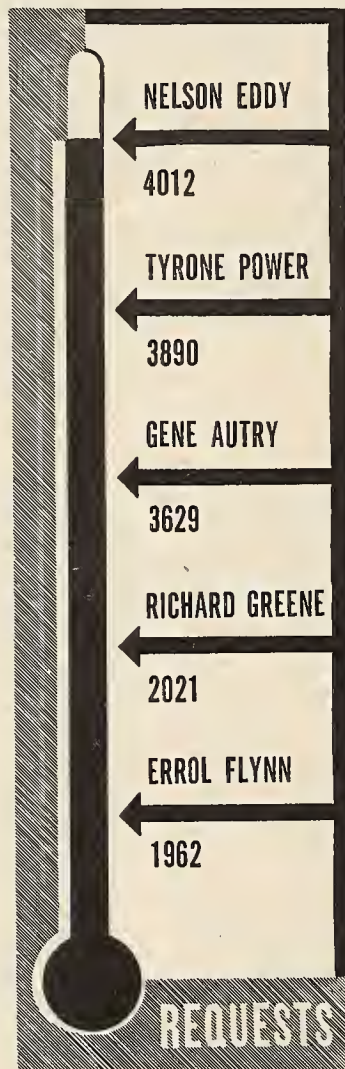 NELSON EDDY
4012
TYRONE POWER
3890
GENE AUTRY
3629
RICHARD GREENE
2021
ERROL FLYNN
1962
REQUESTS